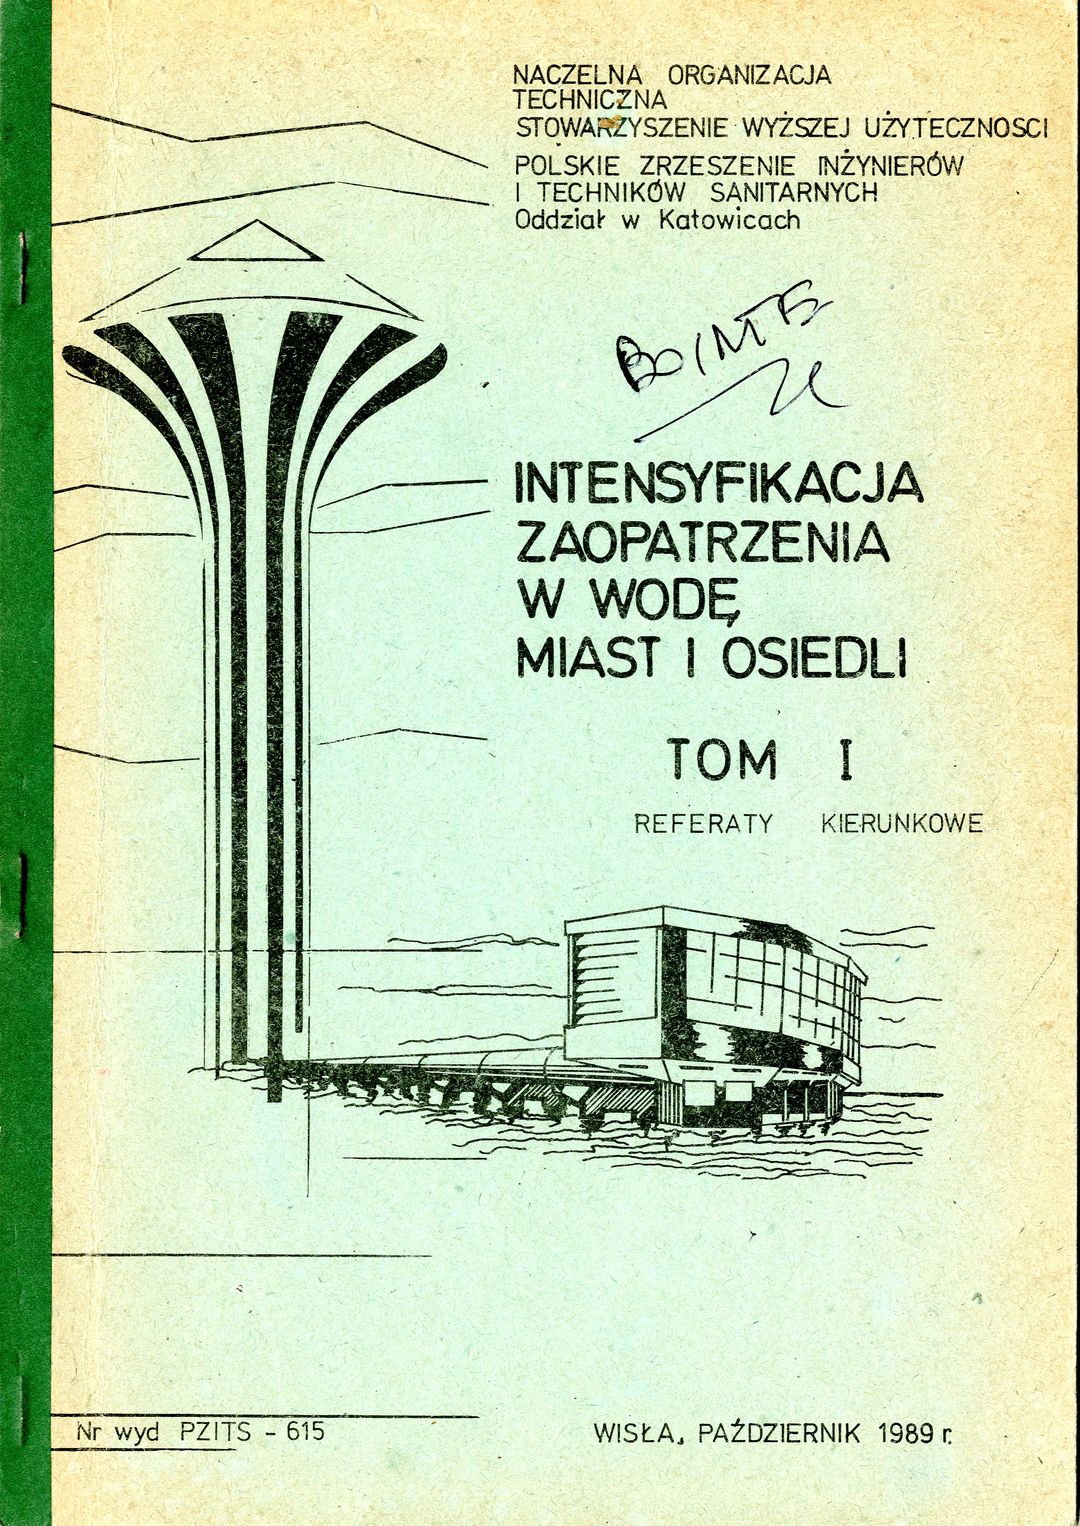 NACZELNA ORGANIZACJA
TECHNICZNA
STOWARZYSZENIE WYŻSZEJ UŻYTECZNOSCI
POLSKIE ZRZESZENIE INŻYNIERÓW
I TECHNIKÓW SANITARNYCH
Oddział w Katowicach
INTENSYFIKACJA
ZAOPATRZENIA
W WODĘ
MIAST I OSIEDLI
TOM I
REFERATY KIERUNKOWE
Nr wyd PZITS - 615
WISŁA, PAŹDZIERNIK 1989 r.